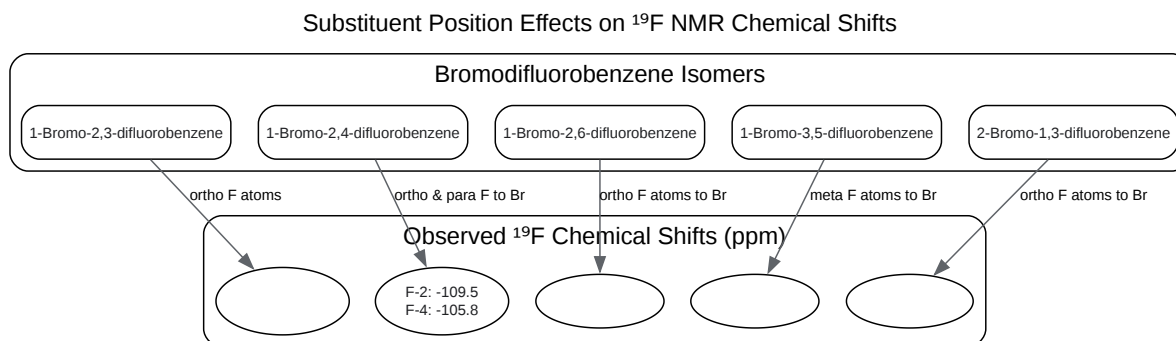 Substituent Position Effects on ¹⁹F NMR Chemical Shifts
Bromodifluorobenzene Isomers
1-Bromo-2,3-difluorobenzene
1-Bromo-2,4-difluorobenzene
1-Bromo-2,6-difluorobenzene
1-Bromo-3,5-difluorobenzene
2-Bromo-1,3-difluorobenzene
ortho F atoms
ortho & para F to Br
ortho F atoms to Br
meta F atoms to Br
ortho F atoms to Br
Observed ¹⁹F Chemical Shifts (ppm)
F-2: -109.5
F-4: -105.8